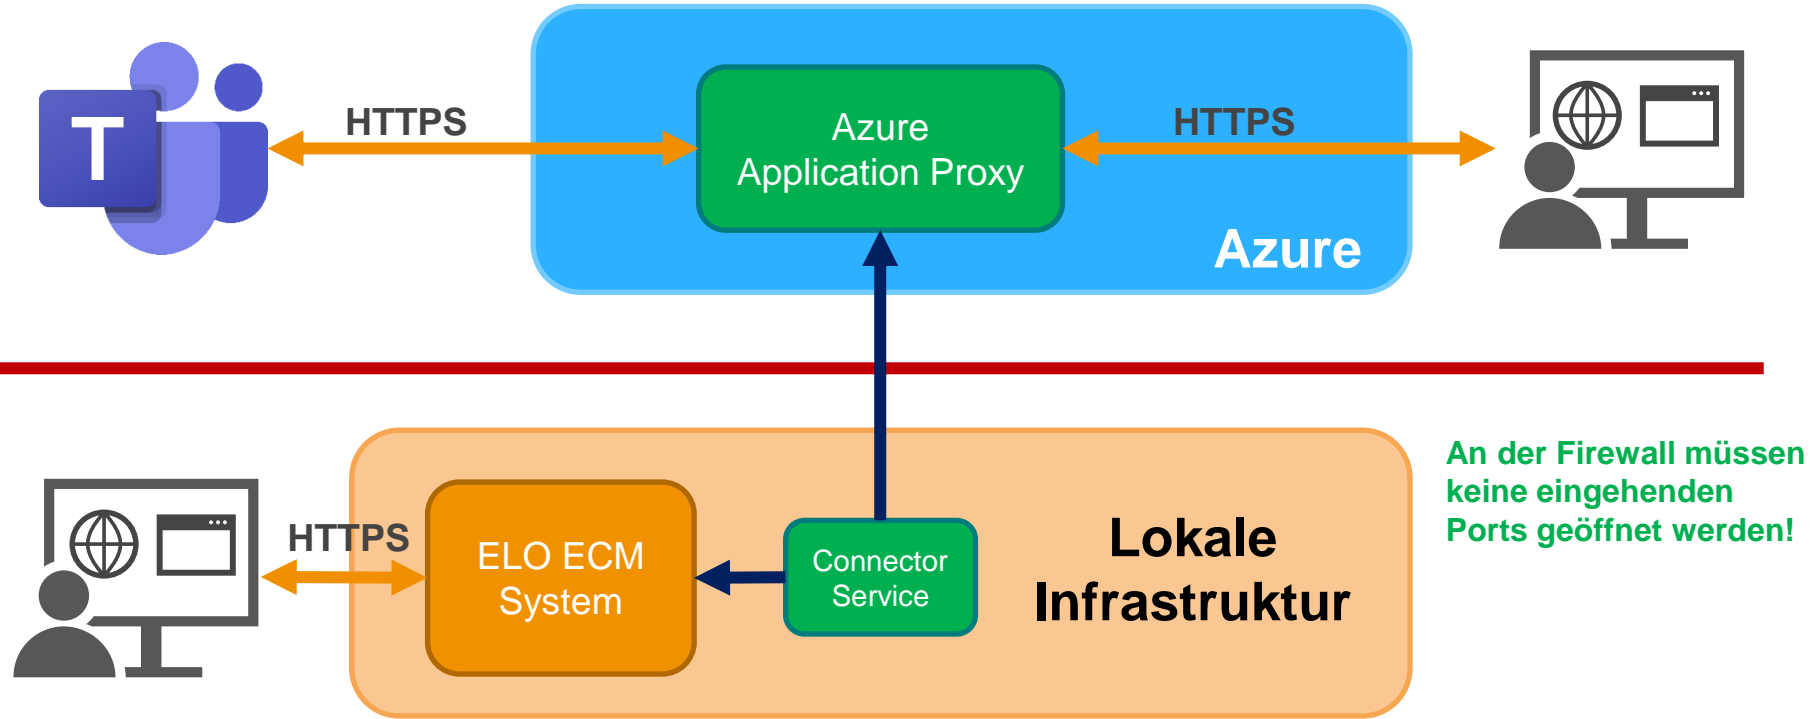 T
HTTPS
Azure
Application Proxy
HTTPS
Azure
An der Firewall müssen
keine eingehenden
Ports geöffnet werden!
HTTPS
ELO ECM
System
Connector
Service
Lokale
Infrastruktur